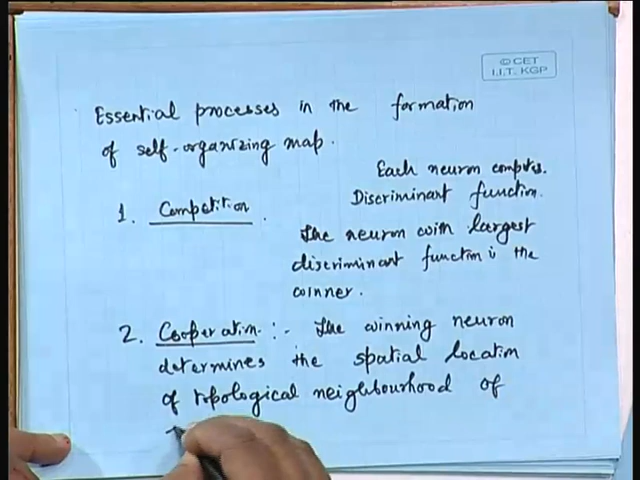 © CET
I.I.T. KGP
Essential processes in the formation
of self-organizing map.
Each neuron computes.
1. Competition. Discriminant function.
The neuron with largest
discriminant function is the
winner.
2. Cooperation :- The winning neuron
determines the spatial location
of topological neighbourhood of